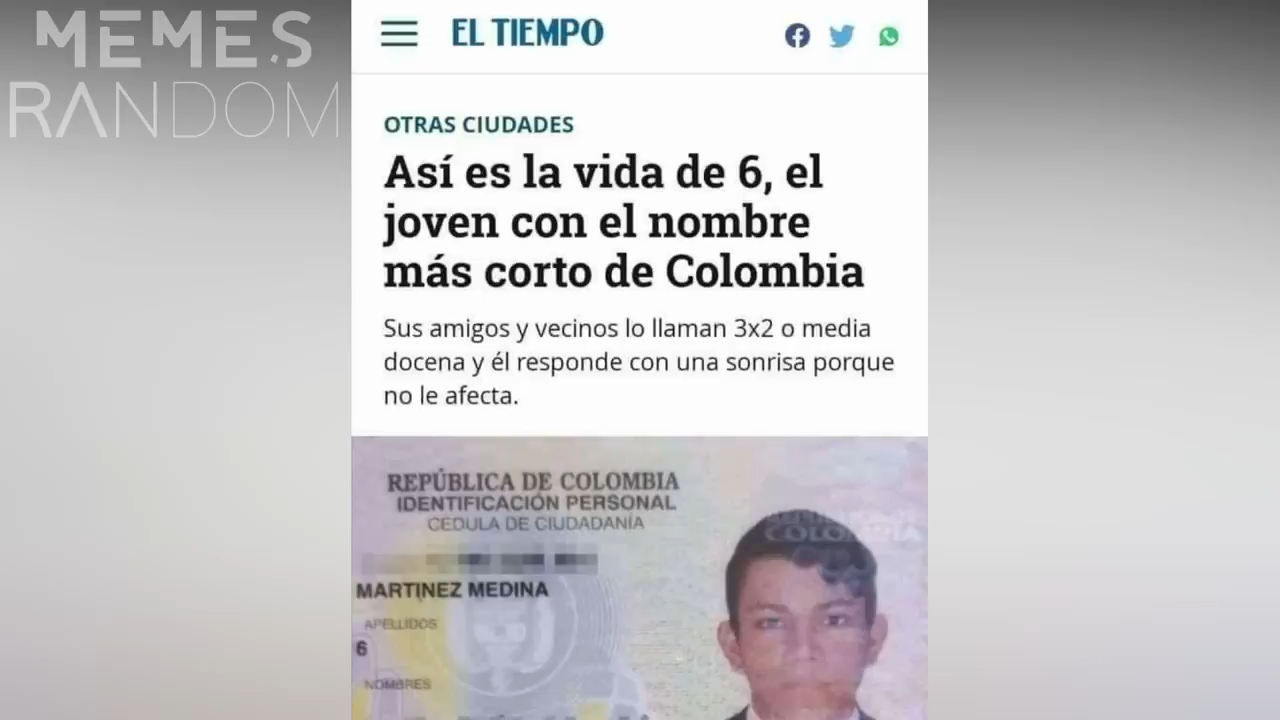 MEMES
RANDOM
EL TIEMPO
OTRAS CIUDADES
Así es la vida de 6, el
joven con el nombre
más corto de Colombia
Sus amigos y vecinos lo llaman 3x2 o media
docena y él responde con una sonrisa porque
no le afecta.
REPÚBLICA DE COLOMBIA
IDENTIFICACIÓN PERSONAL
CEDULA DE CIUDADANÍA
MARTINEZ MEDINA
APELLIDOS
6
NOMBRES
COLOMBIA